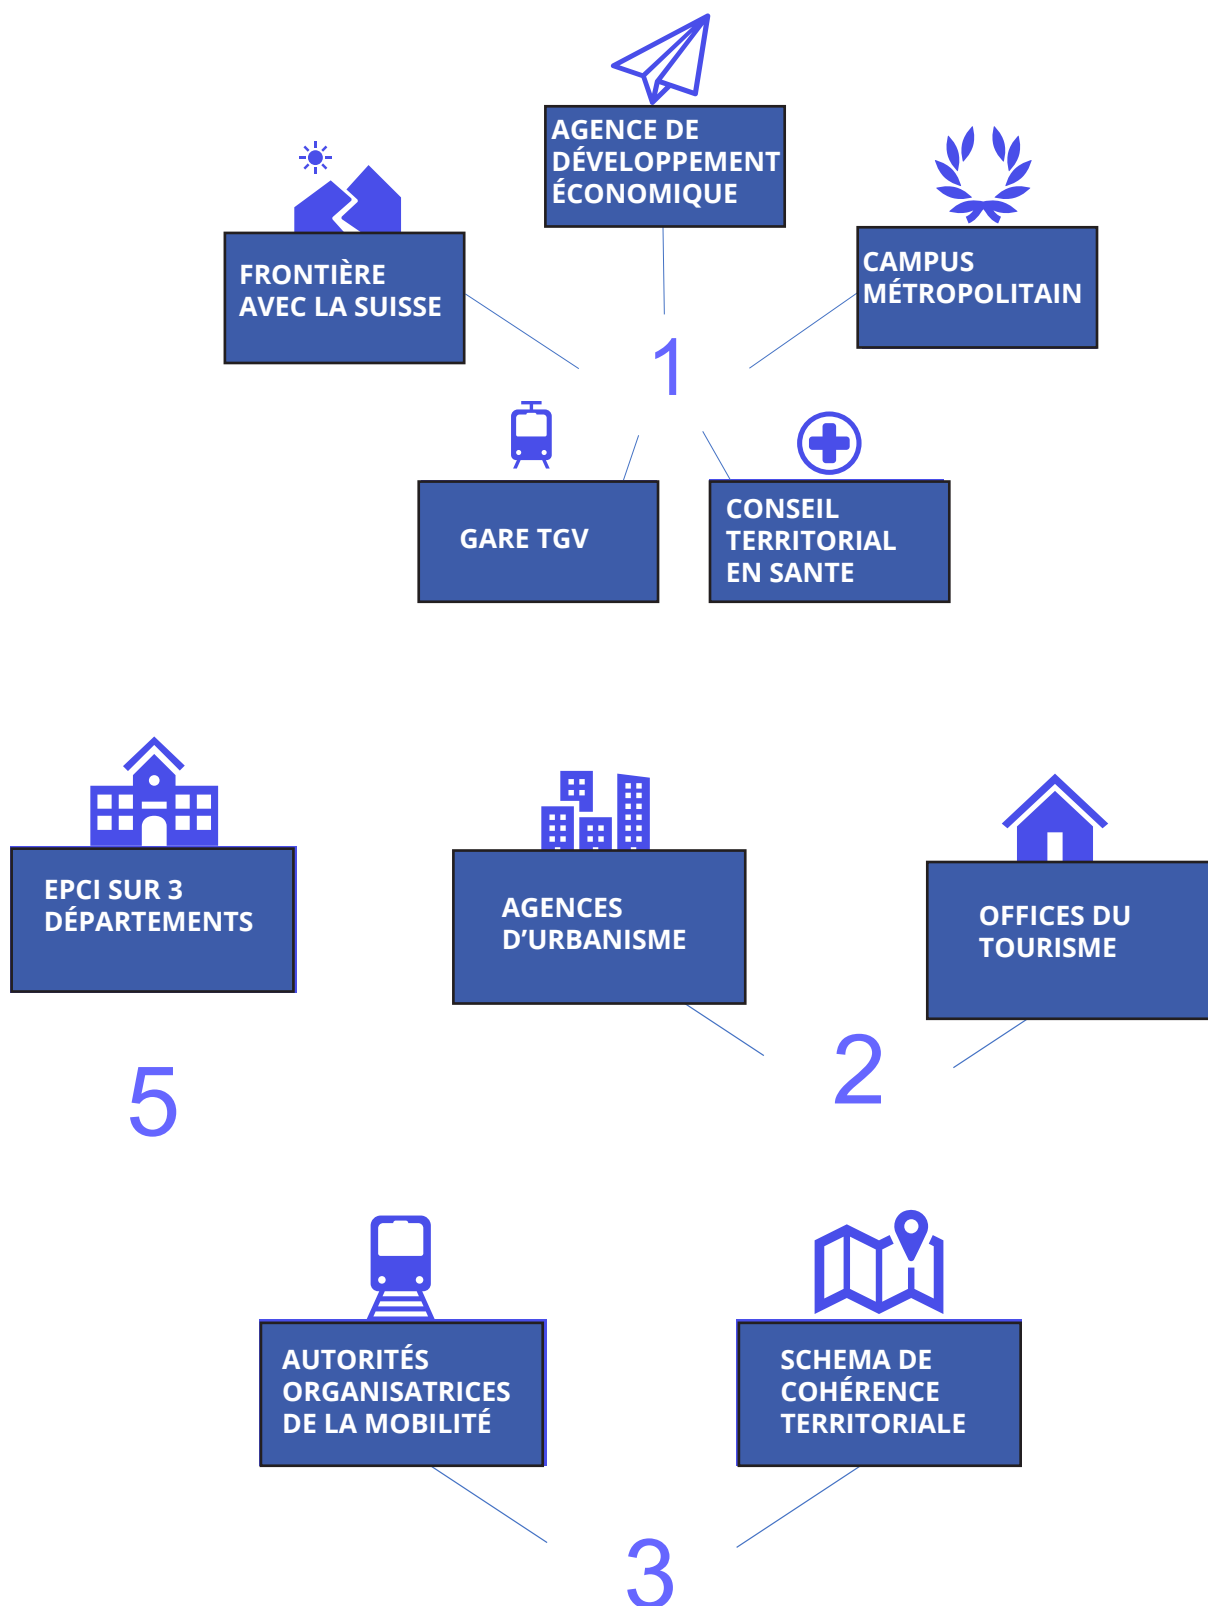 AGENCE DE
DÉVELOPPEMENT
ÉCONOMIQUE
FRONTIÈRE
AVEC LA SUISSE
CAMPUS
MÉTROPOLITAIN
1
GARE TGV
CONSEIL
TERRITORIAL
EN SANTE
EPCI SUR 3
DÉPARTEMENTS
5
AGENCES
D’URBANISME
OFFICES DU
TOURISME
2
AUTORITÉS
ORGANISATRICES
DE LA MOBILITÉ
SCHEMA DE
COHÉRENCE
TERRITORIALE
3